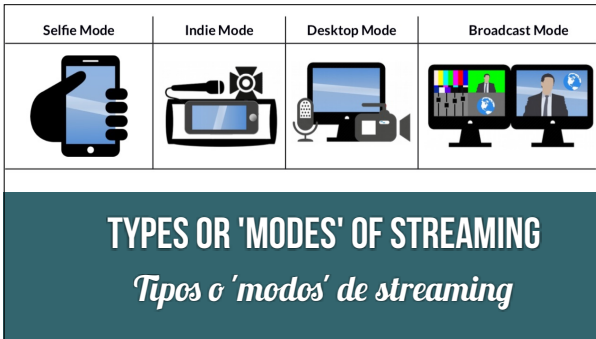 Selfie Mode Indie Mode Desktop Mode Broadcast Mode
TYPES OR 'MODES' OF STREAMING
Tipos o 'modos' de streaming